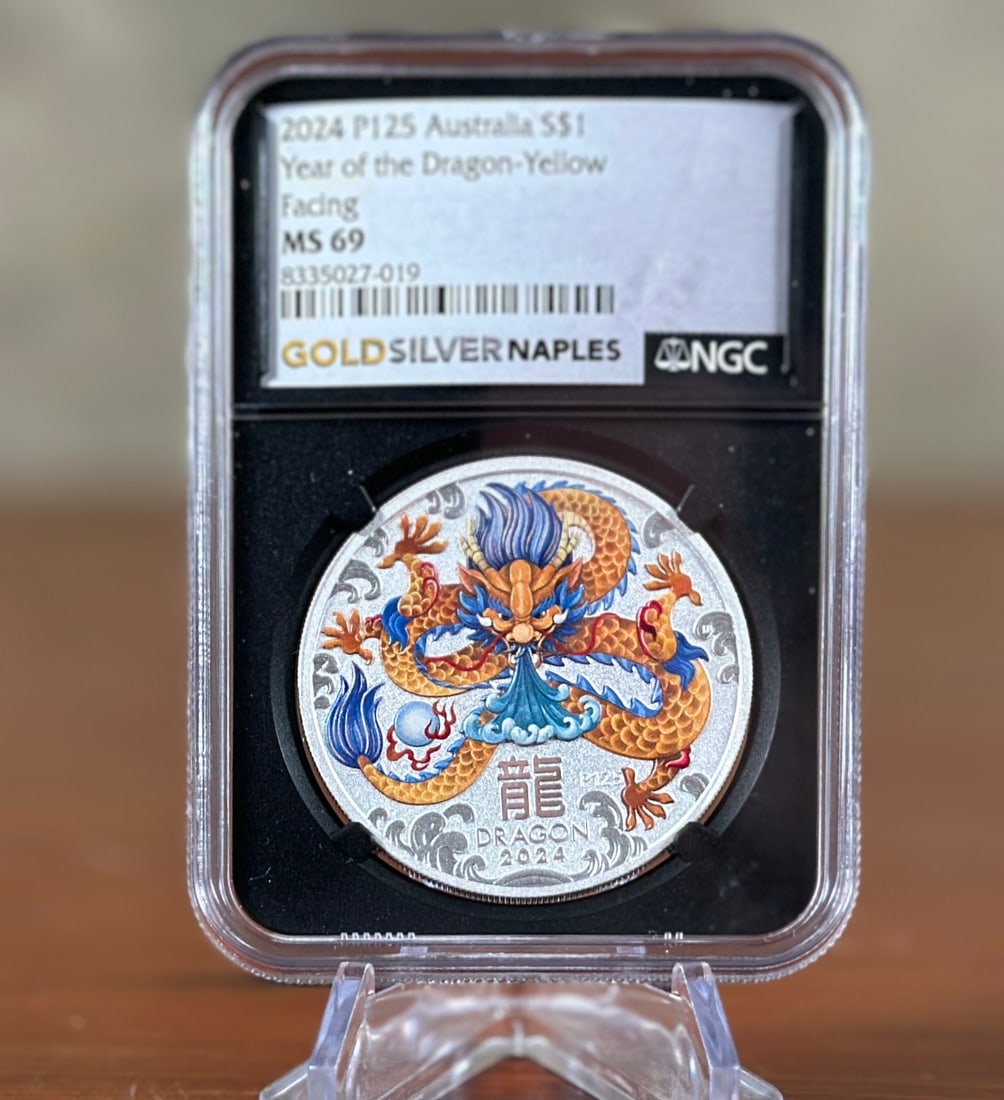 2024 P125 Australia S$1
Year of the Dragon-Yellow
Facing
MS 69
8335027-019
GOLDSILVERNAPLES
NGC
龍
P125
DRAGON
2024